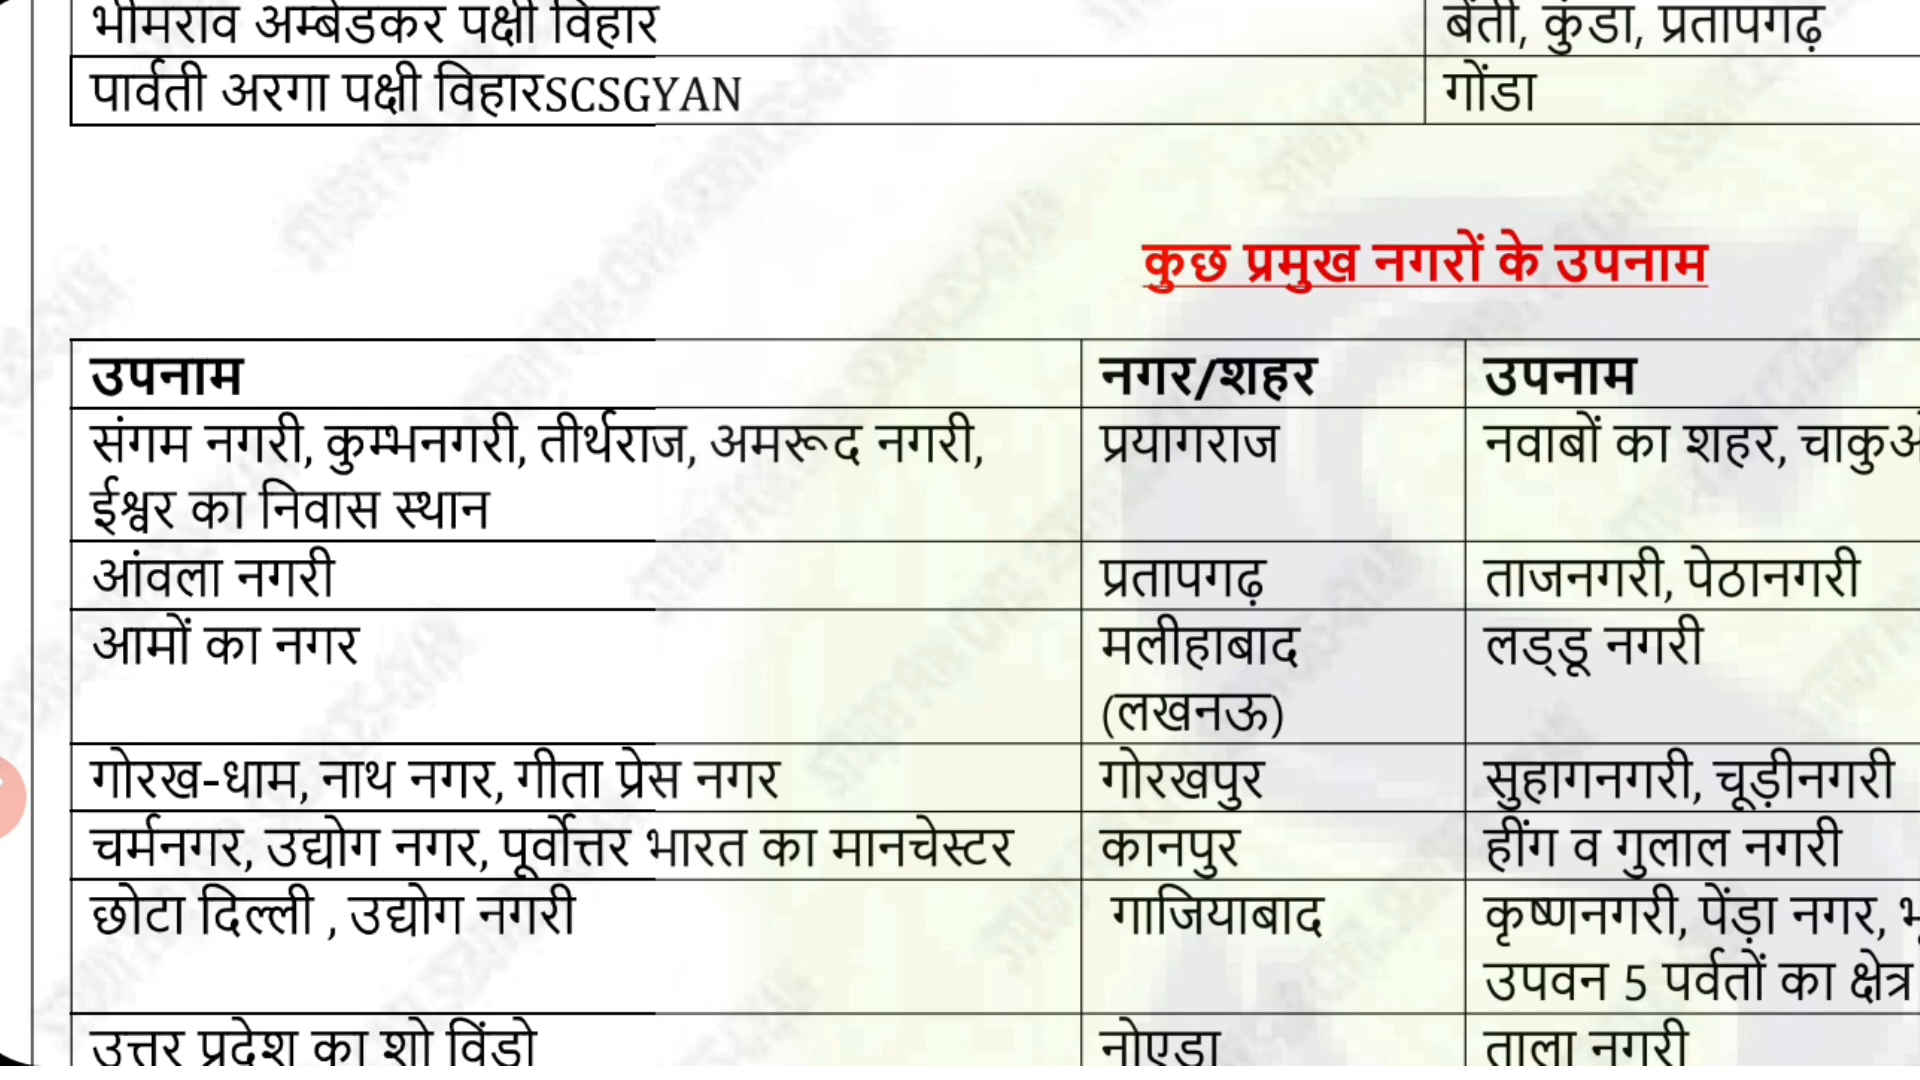 भीमराव अम्बेडकर पक्षी विहार बेंती, कुंडा, प्रतापगढ़
पार्वती अरगा पक्षी विहारSCSGYAN गोंडा
कुछ प्रमुख नगरों के उपनाम
उपनाम नगर/शहर उपनाम
संगम नगरी, कुम्भनगरी, तीर्थराज, अमरूद नगरी, प्रयागराज नवाबों का शहर,
ईश्वर का निवास स्थान
आंवला नगरी प्रतापगढ़ ताजनगरी, पेठानगरी
आमों का नगर मलीहाबाद लड्डू नगरी
(लखनऊ)
गोरख-धाम, नाथ नगर, गीता प्रेस नगर गोरखपुर सुहागनगरी, चूड़ीनगरी
चर्मनगर, उद्योग नगर, पूर्वोत्तर भारत का मानचेस्टर कानपुर हींग व गुलाल नगरी
छोटा दिल्ली , उद्योग नगरी गाजियाबाद कृष्णनगरी, पेंड़ा नगर,
उपवन 5 पर्वतों का क्षेत्र
उत्तर प्रदेश का शो विंडो नोएडा ताला नगरी